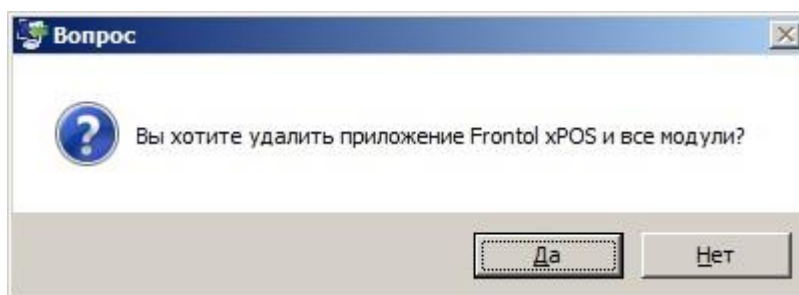 Вопрос
Вы хотите удалить приложение Frontol xPOS и все модули?
Да
Нет